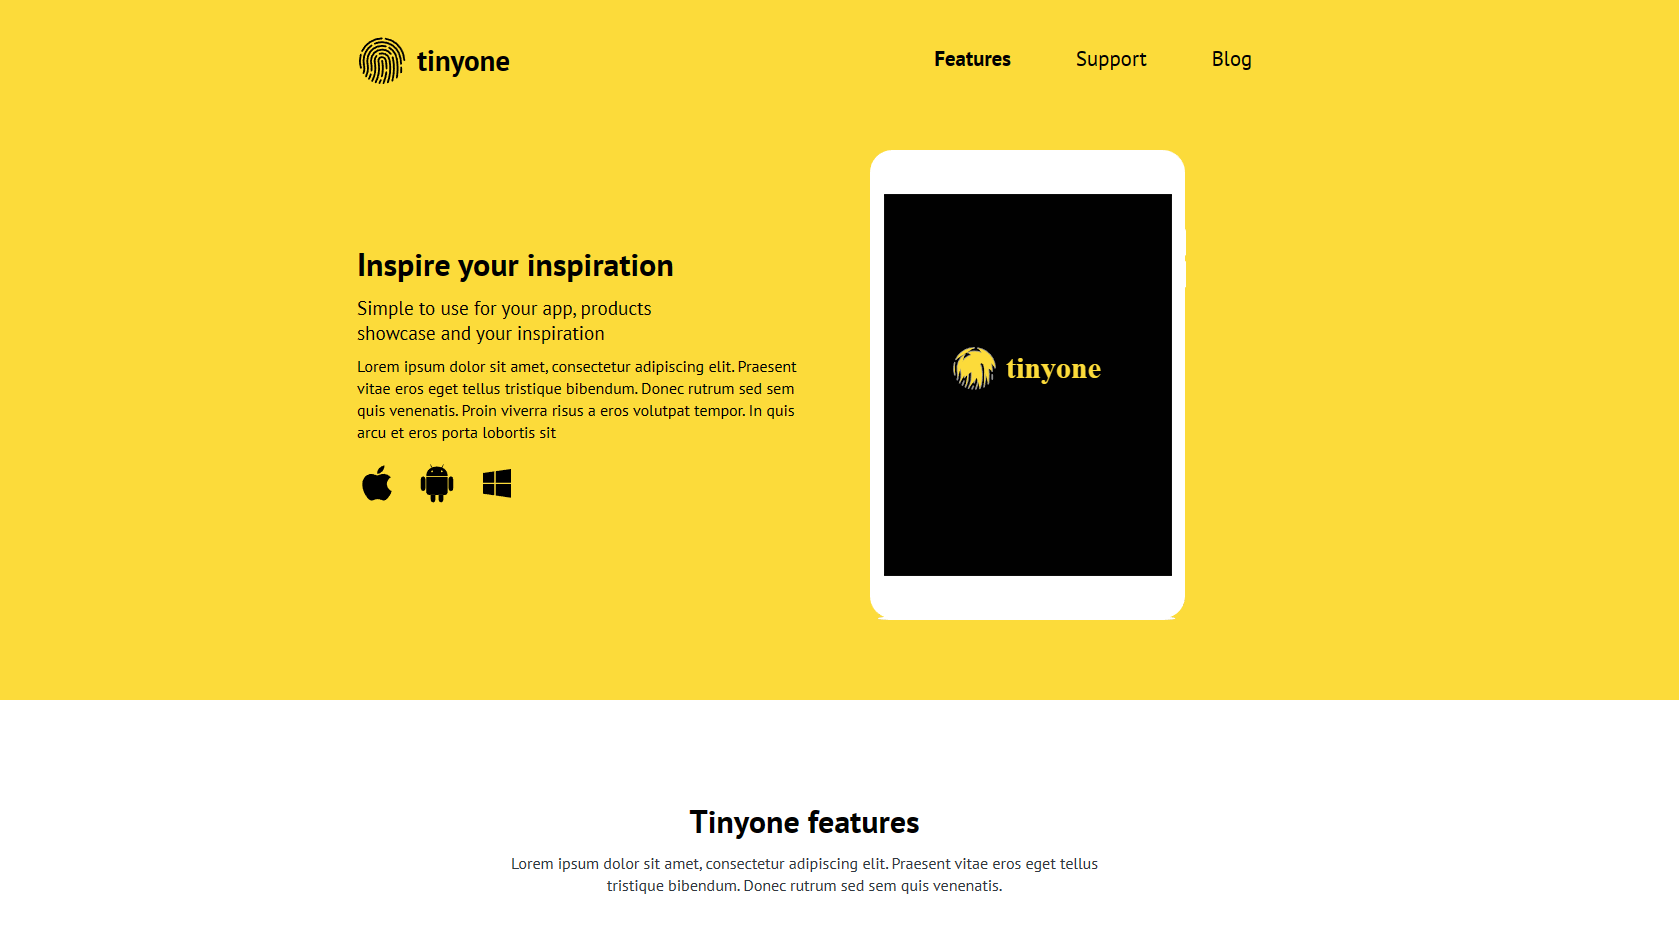 tinyone
Features
Support
Blog
Inspire your inspiration
Simple to use for your app, products
showcase and your inspiration
Lorem ipsum dolor sit amet, consectetur adipiscing elit. Praesent
vitae eros eget tellus tristique bibendum. Donec rutrum sed sem
quis venenatis. Proin viverra risus a eros volutpat tempor. In quis
arcu et eros porta lobortis sit
tinyone
Tinyone features
Lorem ipsum dolor sit amet, consectetur adipiscing elit. Praesent vitae eros eget tellus
tristique bibendum. Donec rutrum sed sem quis venenatis.